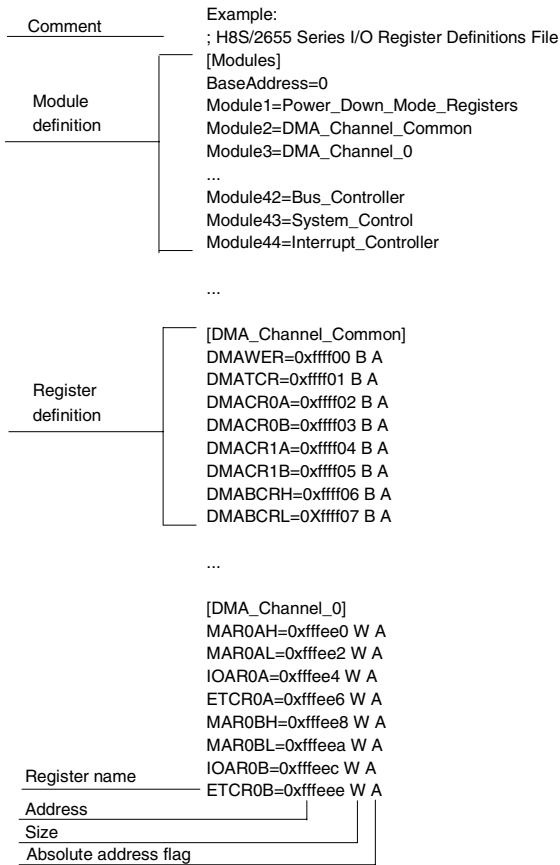 Example:
Comment
; H8S/2655 Series I/O Register Definitions File
[Modules]
BaseAddress=0
Module
definition
Module1=Power_Down_Mode_Registers
Module2=DMA_Channel_Common
Module3=DMA_Channel_0
...
Module42=Bus_Controller
Module43=System_Control
Module44=Interrupt_Controller
...
[DMA_Channel_Common]
DMAWER=0xffff00 B A
DMATCR=0xffff01 B A
Register
definition
DMACR0A=0xffff02 B A
DMACR0B=0xffff03 B A
DMACR1A=0xffff04 B A
DMACR1B=0xffff05 B A
DMABCRH=0xffff06 B A
DMABCRL=0Xffff07 B A
...
[DMA_Channel_0]
MAR0AH=0xfffee0 W A
MAR0AL=0xfffee2 W A
IOAR0A=0xfffee4 W A
ETCR0A=0xfffee6 W A
MAR0BH=0xfffee8 W A
MAR0BL=0xfffeea W A
IOAR0B=0xfffeec W A
Register name
ETCR0B=0xfffeee W A
Address
Size
Absolute address flag